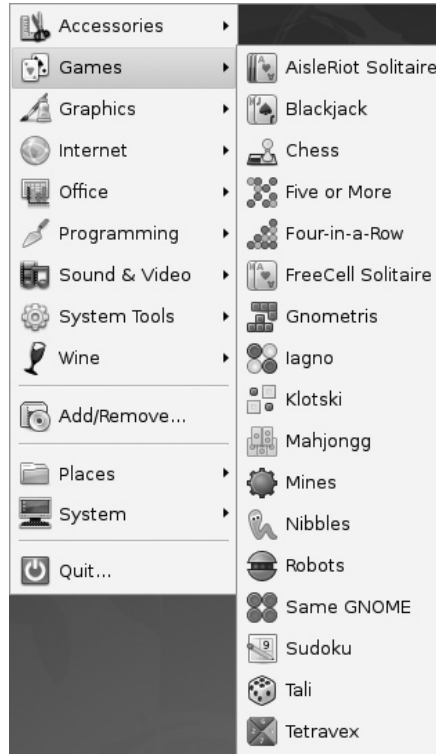 Accessories
Games
Graphics
Internet
Office
Programming
Sound & Video
System Tools
Wine
Add/Remove...
Places
System
Quit...
AisleRiot Solitaire
Blackjack
Chess
Five or More
Four-in-a-Row
FreeCell Solitaire
Gnometris
Iagno
Klotski
Mahjongg
Mines
Nibbles
Robots
Same GNOME
Sudoku
Tali
Tetravex